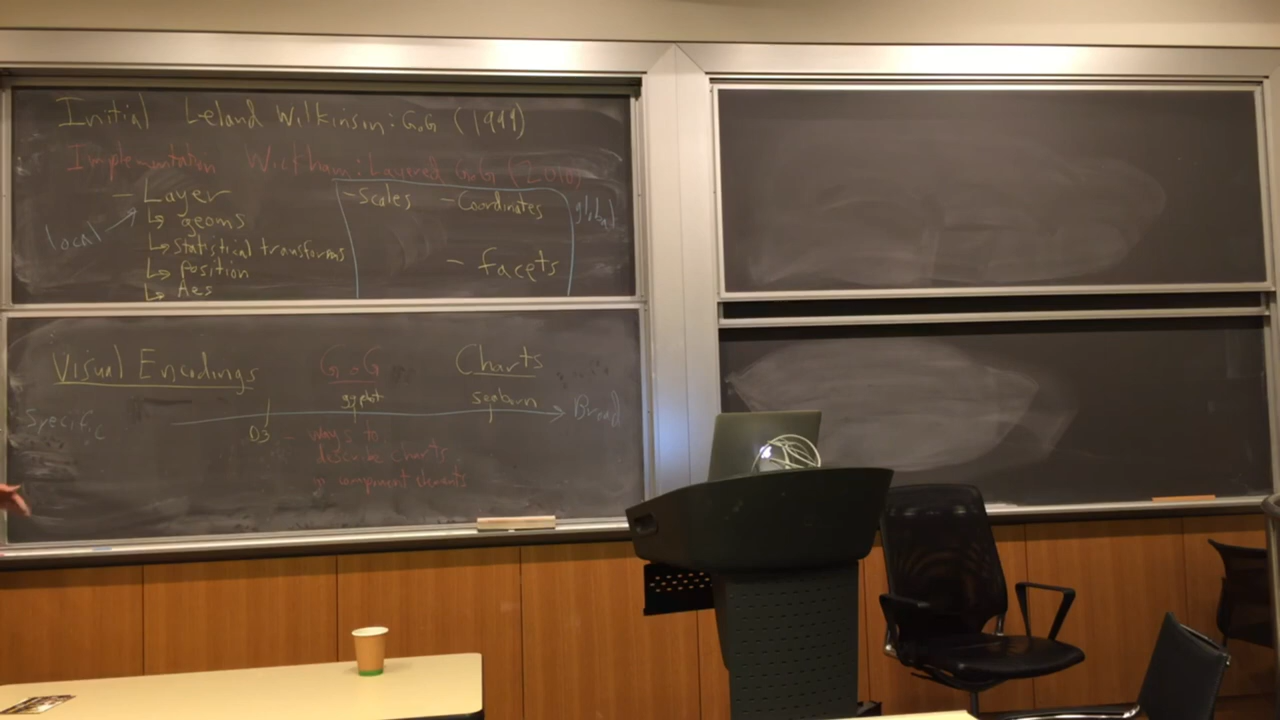 Initial Leland Wilkinson: GoG (1999)
Implementation Wickham: Layered GoG (2010)
- Layer
↳ geoms
↳ statistical transforms
↳ position
↳ Aes
local
- Scales - Coordinates
- facets
global
Visual Encodings GoG Charts
ggplot seaborn
Specific Broad
D3
ways to
describe charts
component elements